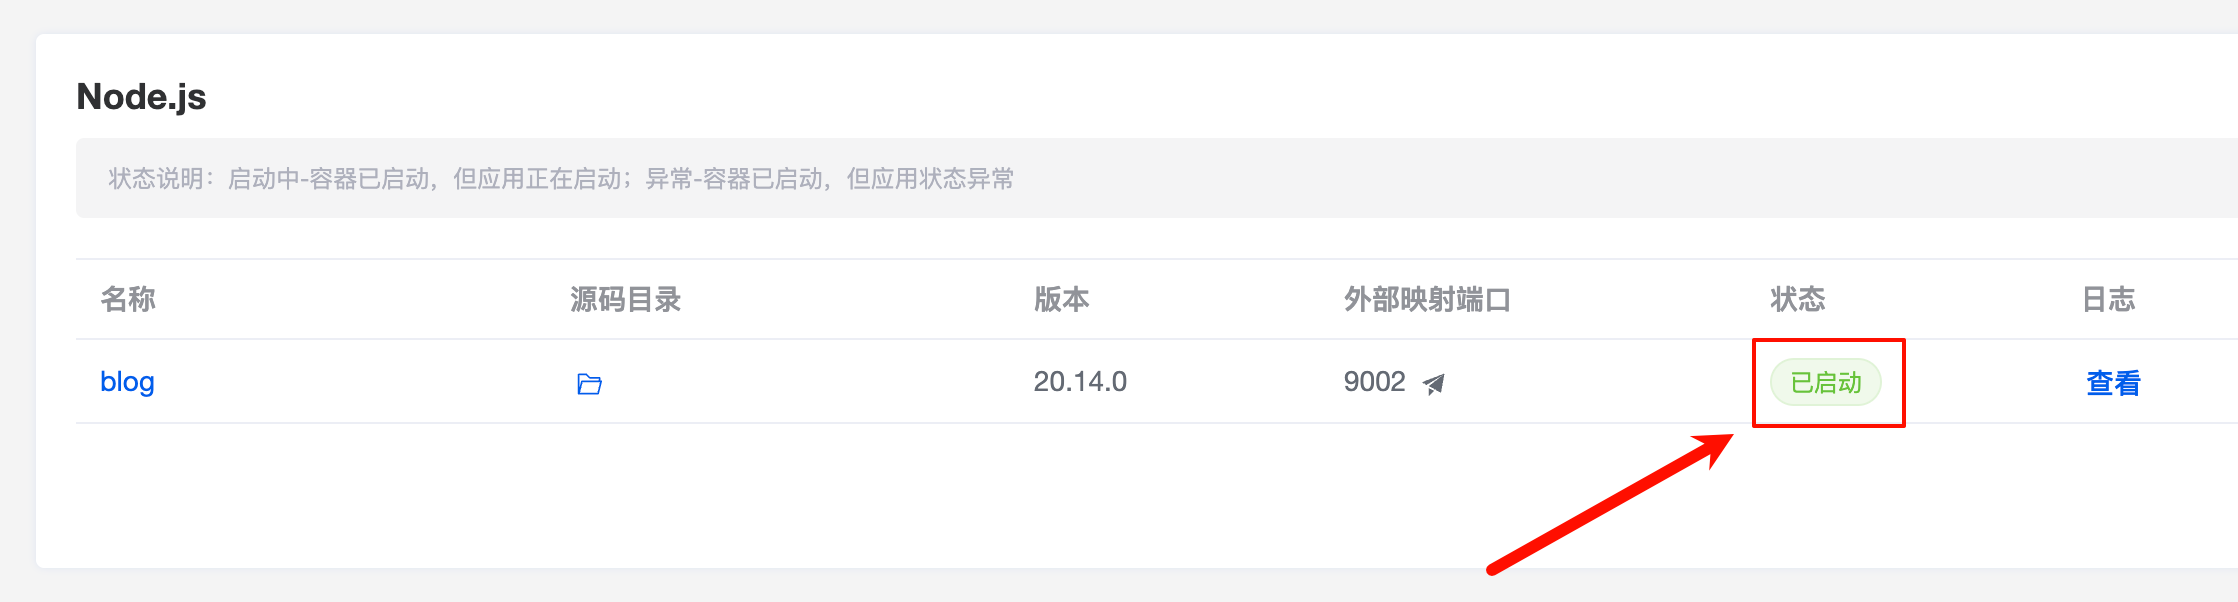 Node.js
状态说明：启动中-容器已启动，但应用正在启动；异常-容器已启动，但应用状态异常
名称 源码目录 版本 外部映射端口 状态 日志
blog 20.14.0 9002 已启动 查看